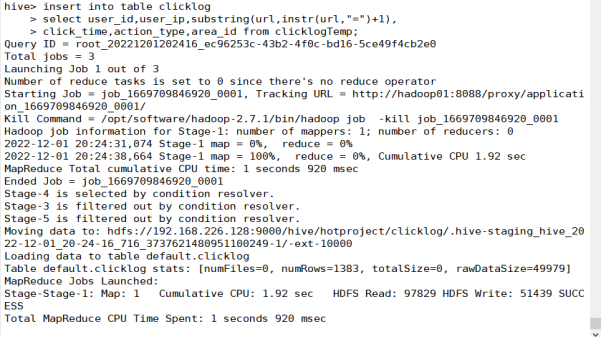 hive> insert into table clicklog
    > select user_id,user_ip,substring(url,instr(url,"=")+1),
    > click_time,action_type,area_id from clicklogTemp;
Query ID = root_20221201202416_ec96253c-43b2-4f0c-bd16-5ce49f4cb2e0
Total jobs = 3
Launching Job 1 out of 3
Number of reduce tasks is set to 0 since there's no reduce operator
Starting Job = job_1669709846920_0001, Tracking URL = http://hadoop01:8088/proxy/applicati
on_1669709846920_0001/
Kill Command = /opt/software/hadoop-2.7.1/bin/hadoop job  -kill job_1669709846920_0001
Hadoop job information for Stage-1: number of mappers: 1; number of reducers: 0
2022-12-01 20:24:31,074 Stage-1 map = 0%,  reduce = 0%
2022-12-01 20:24:38,664 Stage-1 map = 100%,  reduce = 0%, Cumulative CPU 1.92 sec
MapReduce Total cumulative CPU time: 1 seconds 920 msec
Ended Job = job_1669709846920_0001
Stage-4 is selected by condition resolver.
Stage-3 is filtered out by condition resolver.
Stage-5 is filtered out by condition resolver.
Moving data to: hdfs://192.168.226.128:9000/hive/hotproject/clicklog/.hive-staging_hive_20
22-12-01_20-24-16_716_3737621480951100249-1/-ext-10000
Loading data to table default.clicklog
Table default.clicklog stats: [numFiles=0, numRows=1383, totalSize=0, rawDataSize=49979]
MapReduce Jobs Launched:
Stage-Stage-1: Map: 1   Cumulative CPU: 1.92 sec   HDFS Read: 97829 HDFS Write: 51439 SUCC
ESS
Total MapReduce CPU Time Spent: 1 seconds 920 msec